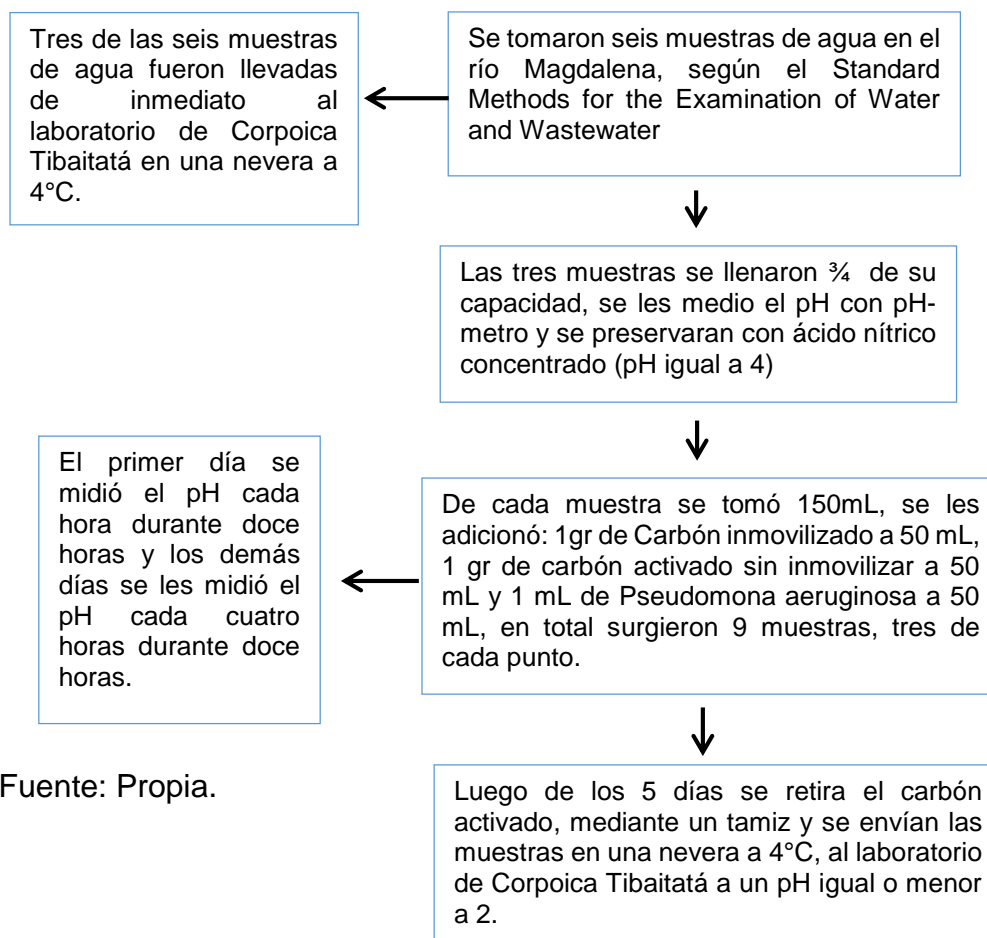 Tres de las seis muestras
de agua fueron llevadas
de inmediato al
laboratorio de Corpoica
Tibaitatá en una nevera a
4°C.
Se tomaron seis muestras de agua en el
río Magdalena, según el Standard
Methods for the Examination of Water
and Wastewater
Las tres muestras se llenaron ¾ de su
capacidad, se les medio el pH con pH-
metro y se preservaran con ácido nítrico
concentrado (pH igual a 4)
El primer día se
midió el pH cada
hora durante doce
horas y los demás
días se les midió el
pH cada cuatro
horas durante doce
horas.
De cada muestra se tomó 150mL, se les
adicionó: 1gr de Carbón inmovilizado a 50 mL,
1 gr de carbón activado sin inmovilizar a 50
mL y 1 mL de Pseudomona aeruginosa a 50
mL, en total surgieron 9 muestras, tres de
cada punto.
Fuente: Propia.
Luego de los 5 días se retira el carbón
activado, mediante un tamiz y se envían las
muestras en una nevera a 4°C, al laboratorio
de Corpoica Tibaitatá a un pH igual o menor
a 2.